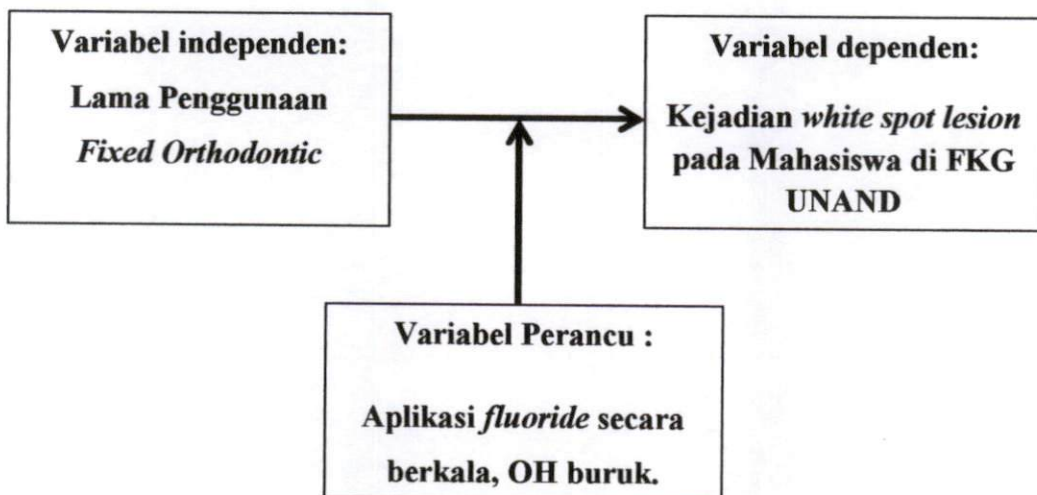 Variabel independen:
Lama Penggunaan
Fixed Orthodontic
Variabel dependen:
Kejadian white spot lesion
pada Mahasiswa di FKG
UNAND
Variabel Perancu :
Aplikasi fluoride secara
berkala, OH buruk.